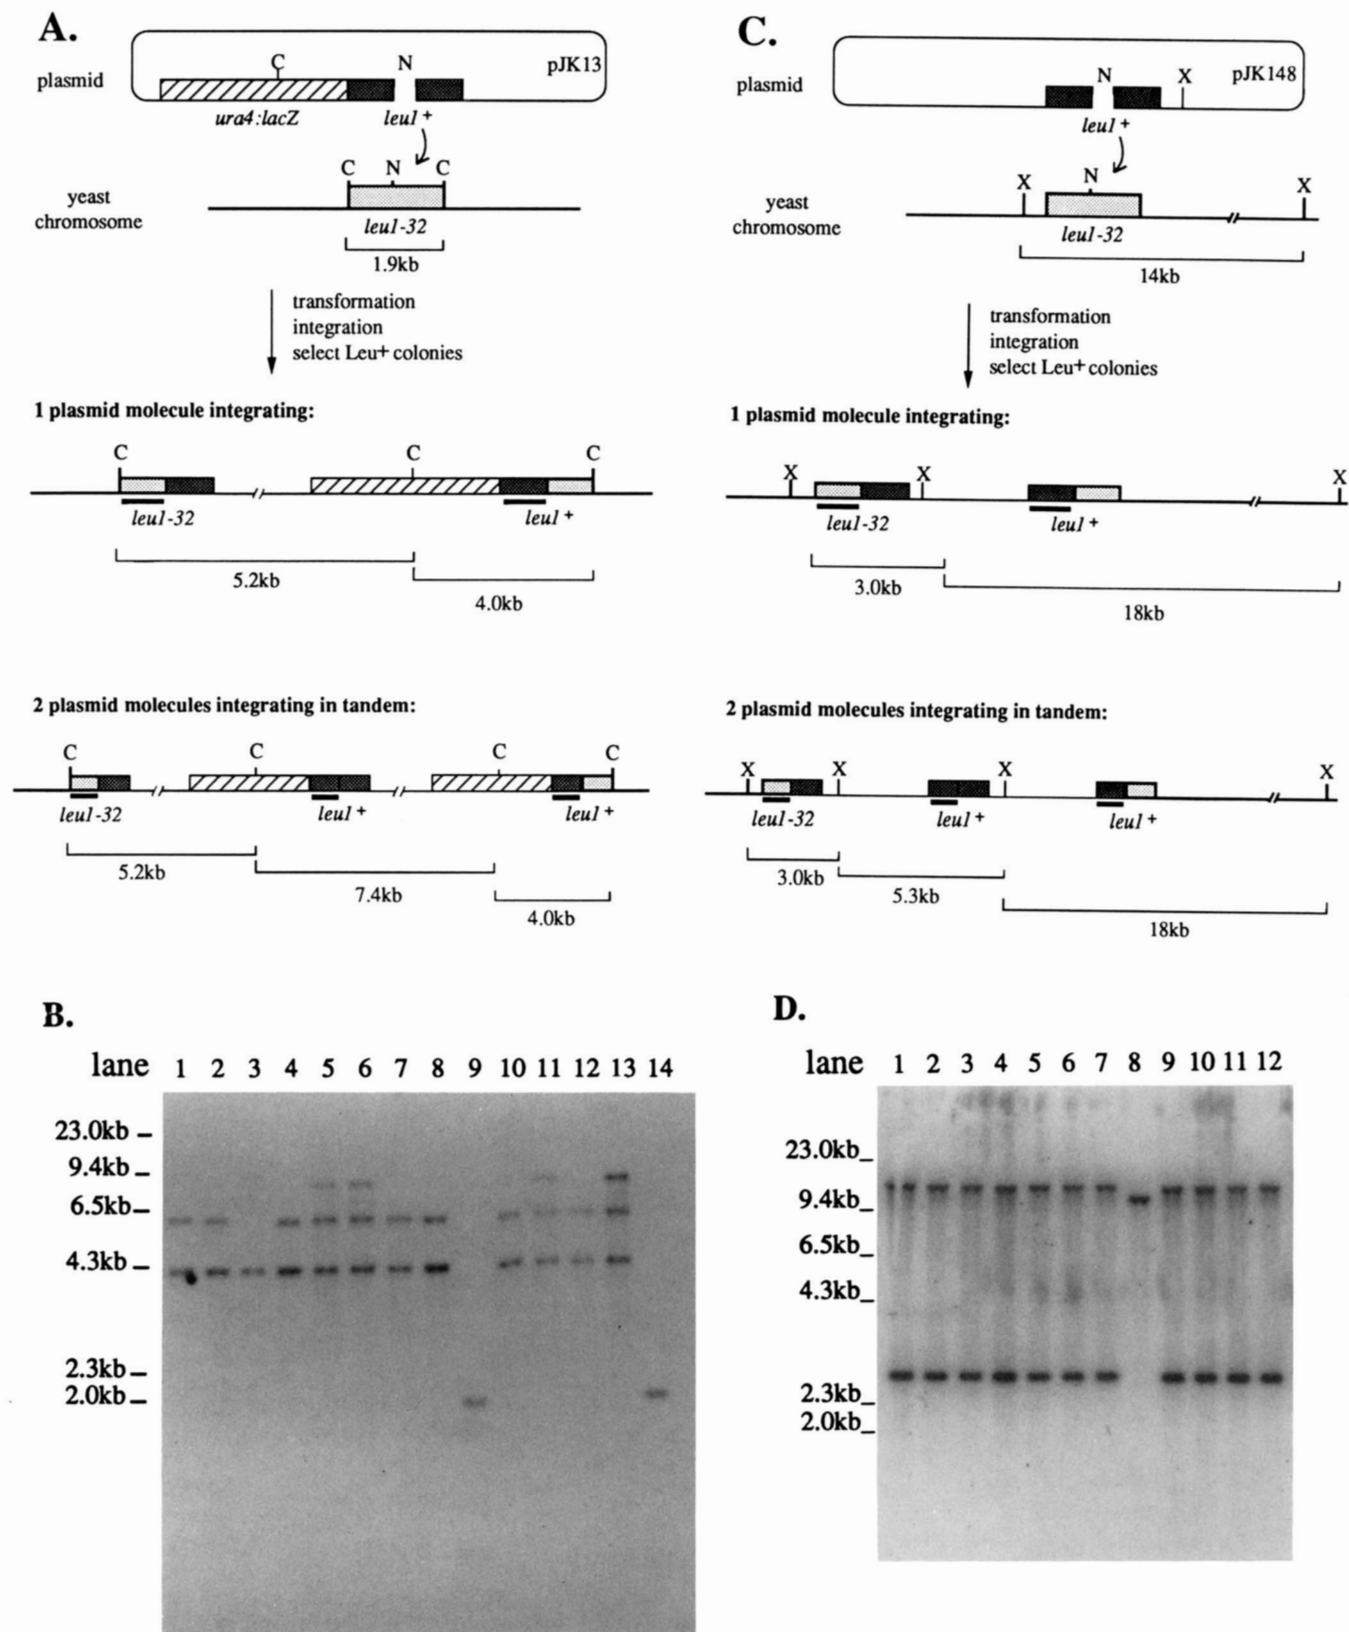 A.
plasmid
C
N
pJK13
ura4:lacZ
leu1+
C N C
yeast
chromosome
leu1-32
1.9kb
transformation
integration
select Leu+ colonies
1 plasmid molecule integrating:
C C C
leu1-32
leu1+
5.2kb
4.0kb
2 plasmid molecules integrating in tandem:
C C C C
leu1-32
leu1+
leu1+
5.2kb
7.4kb
4.0kb
B.
lane 1 2 3 4 5 6 7 8 9 10 11 12 13 14
23.0kb
9.4kb
6.5kb
4.3kb
2.3kb
2.0kb
C.
plasmid
N
X
pJK148
leu1+
X N X
yeast
chromosome
leu1-32
14kb
transformation
integration
select Leu+ colonies
1 plasmid molecule integrating:
X X X
leu1-32
leu1+
3.0kb
18kb
2 plasmid molecules integrating in tandem:
X X X X
leu1-32
leu1+
leu1+
3.0kb
5.3kb
18kb
D.
lane 1 2 3 4 5 6 7 8 9 10 11 12
23.0kb
9.4kb
6.5kb
4.3kb
2.3kb
2.0kb